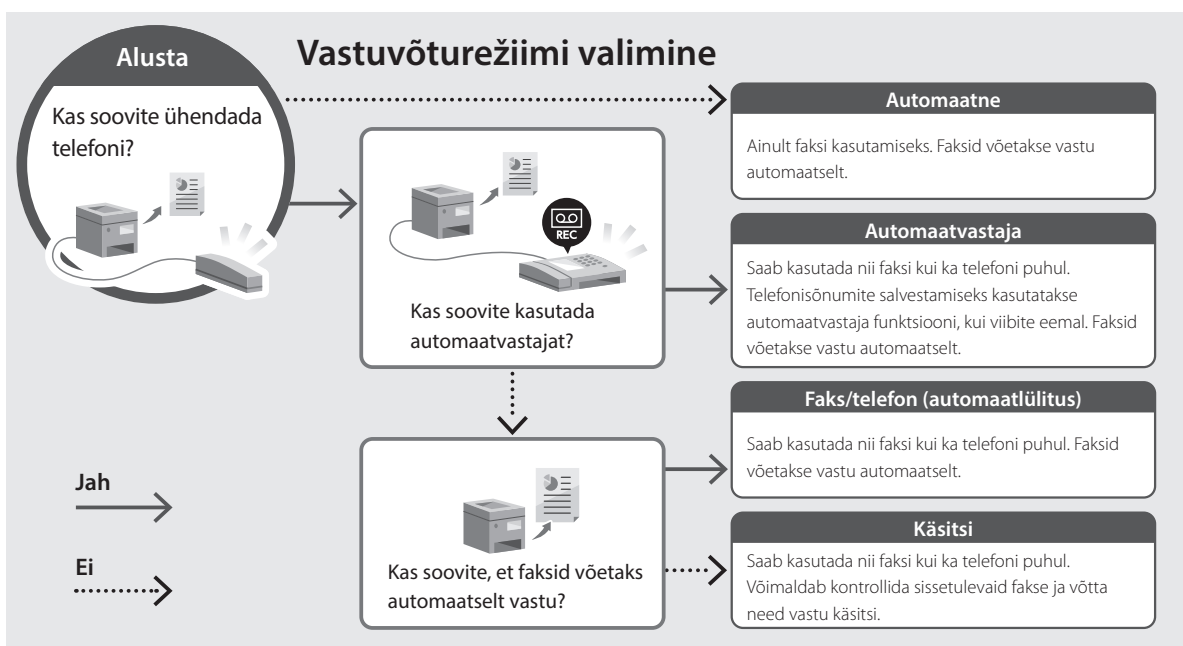 Vastuvõturežiimi valimine
Alusta
Kas soovite ühendada
telefoni?
REC
Kas soovite kasutada
automaatvastajat?
Kas soovite, et faksid võetaks
automaatselt vastu?
Jah
Ei
Automaatne
Ainult faksi kasutamiseks. Faksid võetakse vastu
automaatselt.
Automaatvastaja
Saab kasutada nii faksi kui ka telefoni puhul.
Telefonisõnumite salvestamiseks kasutatakse
automaatvastaja funktsiooni, kui viibite eemal. Faksid
võetakse vastu automaatselt.
Faks/telefon (automaatlülitus)
Saab kasutada nii faksi kui ka telefoni puhul. Faksid
võetakse vastu automaatselt.
Käsitsi
Saab kasutada nii faksi kui ka telefoni puhul.
Võimaldab kontrollida sissetulevaid fakse ja võtta
need vastu käsitsi.